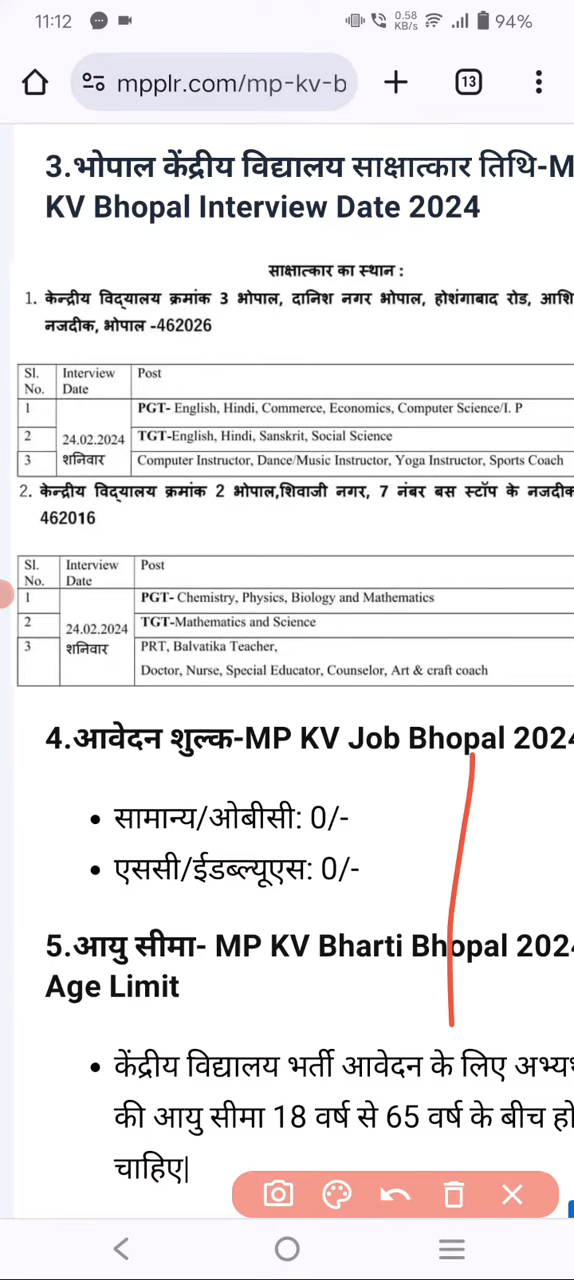 11:12
0.58 KB/s
94%
mpplr.com/mp-kv-b
13
3.भोपाल केंद्रीय विद्यालय साक्षात्कार तिथि-M
KV Bhopal Interview Date 2024
साक्षात्कार का स्थान :
1. केन्द्रीय विद्यालय क्रमांक 3 भोपाल, दानिश नगर भोपाल, होशंगाबाद रोड, आशि
नजदीक, भोपाल -462026
Sl. No. Interview Date Post
1 PGT- English, Hindi, Commerce, Economics, Computer Science/I. P
2 24.02.2024 TGT-English, Hindi, Sanskrit, Social Science
3 शनिवार Computer Instructor, Dance/Music Instructor, Yoga Instructor, Sports Coach
2. केन्द्रीय विद्यालय क्रमांक 2 भोपाल,शिवाजी नगर, 7 नंबर बस स्टॉप के नजदीक
462016
Sl. No. Interview Date Post
1 PGT- Chemistry, Physics, Biology and Mathematics
2 24.02.2024 TGT-Mathematics and Science
3 शनिवार PRT, Balvatika Teacher,
Doctor, Nurse, Special Educator, Counselor, Art & craft coach
4.आवेदन शुल्क-MP KV Job Bhopal 2024
सामान्य/ओबीसी: 0/-
एससी/ईडब्ल्यूएस: 0/-
5.आयु सीमा- MP KV Bharti Bhopal 2024
Age Limit
केंद्रीय विद्यालय भर्ती आवेदन के लिए अभ्यथ
की आयु सीमा 18 वर्ष से 65 वर्ष के बीच हो
चाहिए|